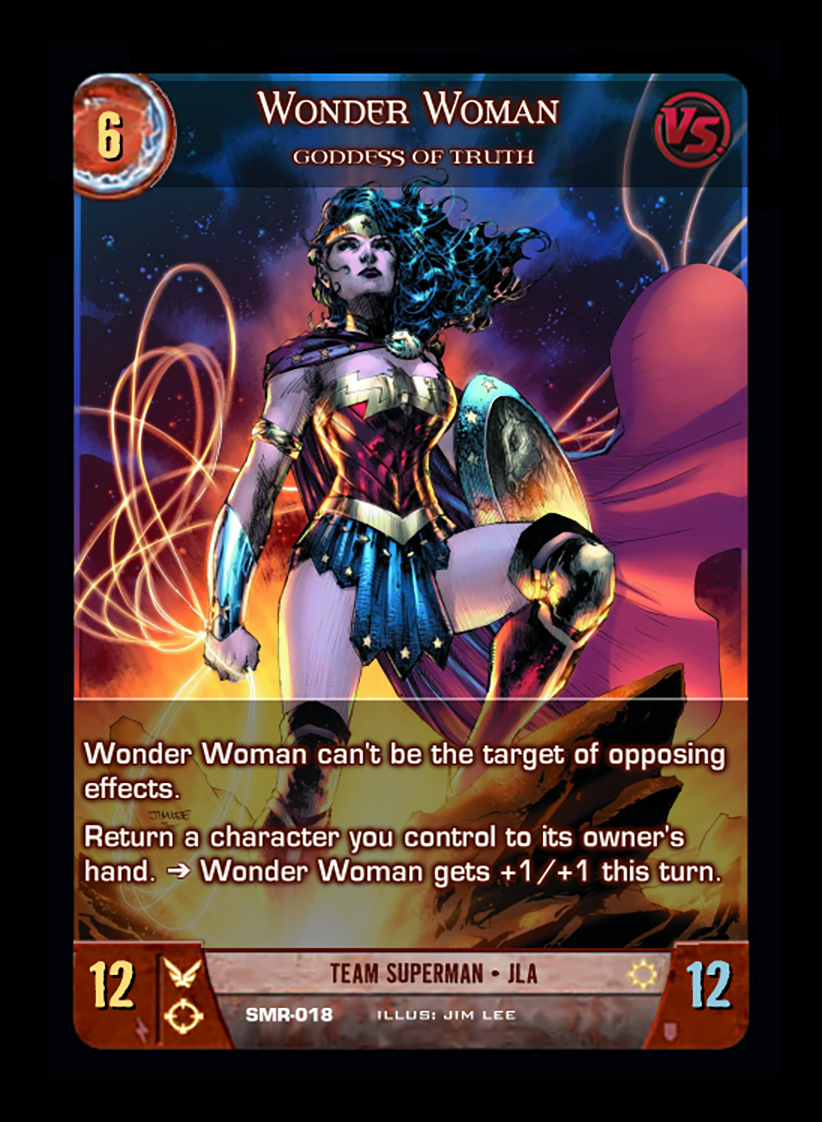 6
WONDER WOMAN
VS.
GODDESS OF TRUTH
Wonder Woman can't be the target of opposing
effects.
JIM LEE
Return a character you control to its owner's
hand. ➔ Wonder Woman gets +1/+1 this turn.
12
TEAM SUPERMAN • JLA
12
SMR-018 ILLUS: JIM LEE